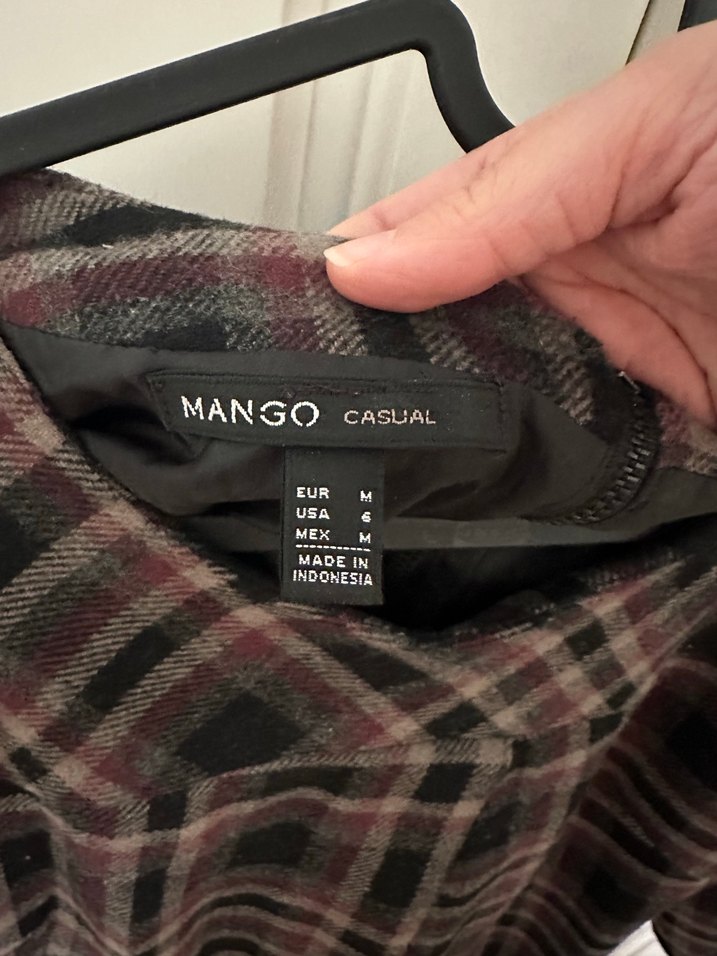 MANGO CASUAL
EUR M
USA 6
MEX M
MADE IN
INDONESIA